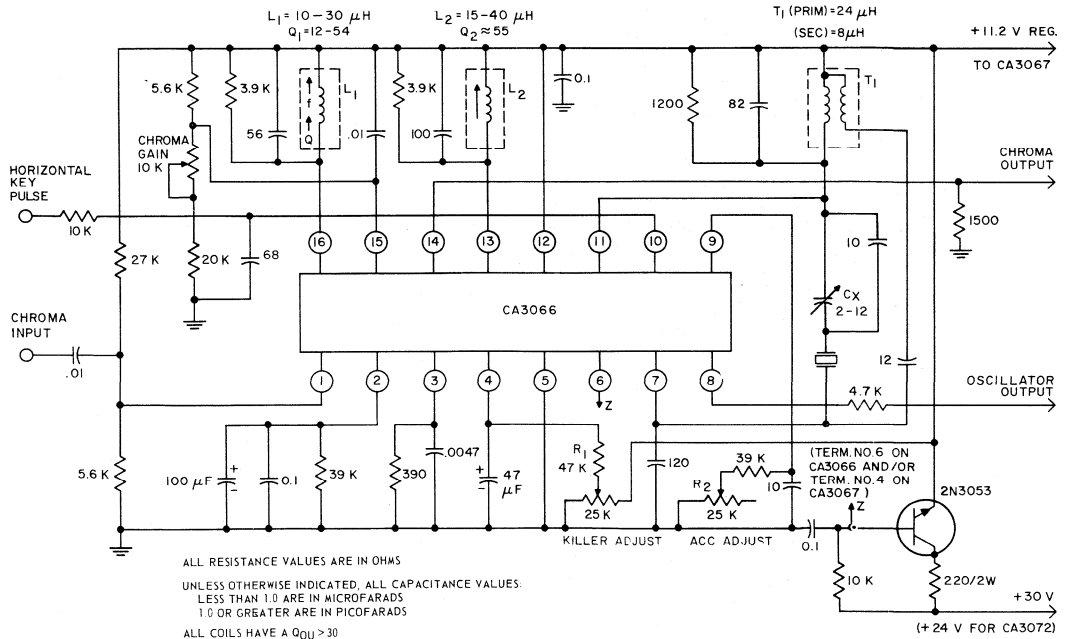 L1 = 10-30 μH
Q1=12-54
L2 = 15-40 μH
Q2≈55
T1 (PRIM)=24 μH
(SEC)=8μH
+11.2 V REG.
TO CA3067
5.6 K
3.9 K
f
Q
L1
56
.01
3.9 K
100
L2
0.1
1200
82
T1
CHROMA
GAIN
10 K
CHROMA
OUTPUT
HORIZONTAL
KEY
PULSE
10 K
1500
16
15
14
13
12
11
10
9
10
27 K
20 K
68
CX
2-12
CA3066
CHROMA
INPUT
.01
12
1
2
3
4
5
6
7
8
Z
4.7 K
OSCILLATOR
OUTPUT
5.6 K
100 μF
+
-
0.1
39 K
390
.0047
+
-
47
μF
R1
47 K
25 K
KILLER ADJUST
120
39 K
R2
25 K
ACC ADJUST
10
(TERM. NO.6 ON
CA3066 AND/OR
TERM. NO.4 ON
CA3067)
Z
2N3053
0.1
10 K
220/2W
+30 V
(+24 V FOR CA3072)
ALL RESISTANCE VALUES ARE IN OHMS
UNLESS OTHERWISE INDICATED, ALL CAPACITANCE VALUES:
LESS THAN 1.0 ARE IN MICROFARADS
1.0 OR GREATER ARE IN PICOFARADS
ALL COILS HAVE A QOU > 30